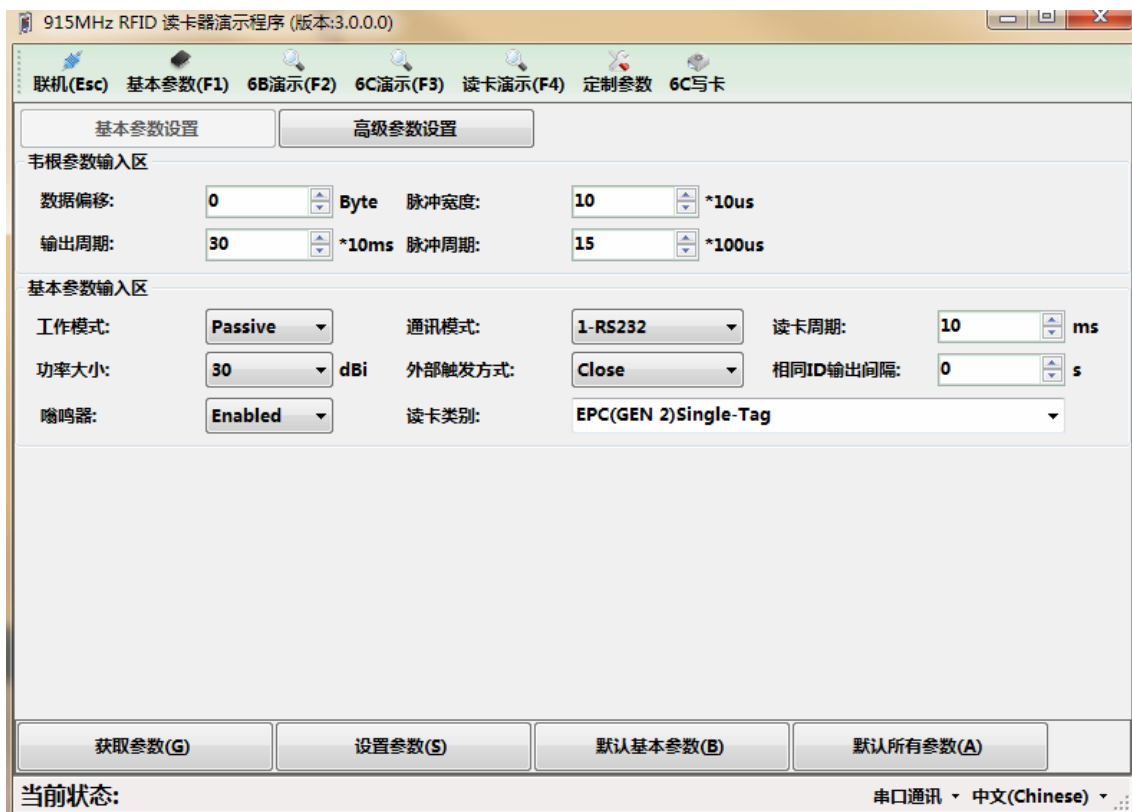 915MHz RFID 读卡器演示程序 (版本:3.0.0.0)
联机(Esc) 基本参数(F1) 6B演示(F2) 6C演示(F3) 读卡演示(F4) 定制参数 6C写卡
基本参数设置 高级参数设置
韦根参数输入区
数据偏移: 0 Byte 脉冲宽度: 10 *10us
输出周期: 30 *10ms 脉冲周期: 15 *100us
基本参数输入区
工作模式: Passive 通讯模式: 1-RS232 读卡周期: 10 ms
功率大小: 30 dBi 外部触发方式: Close 相同ID输出间隔: 0 s
嗡鸣器: Enabled 读卡类别: EPC(GEN 2)Single-Tag
获取参数(G) 设置参数(S) 默认基本参数(B) 默认所有参数(A)
当前状态: 串口通讯 中文(Chinese)